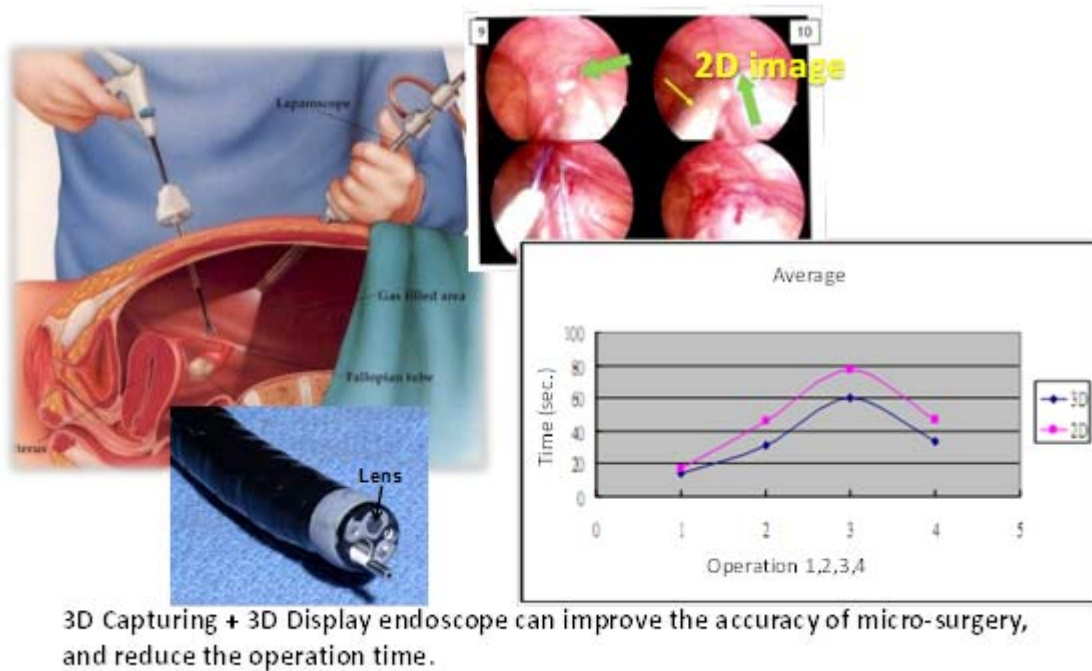 9
10
2D image
Laparoscope
Gas filled area
Fallopian tube
terus
Lens
Average
Time (sec.)
100
80
60
40
20
0
0 1 2 3 4 5
3D
2D
Operation 1,2,3,4
3D Capturing + 3D Display endoscope can improve the accuracy of micro-surgery,
and reduce the operation time.